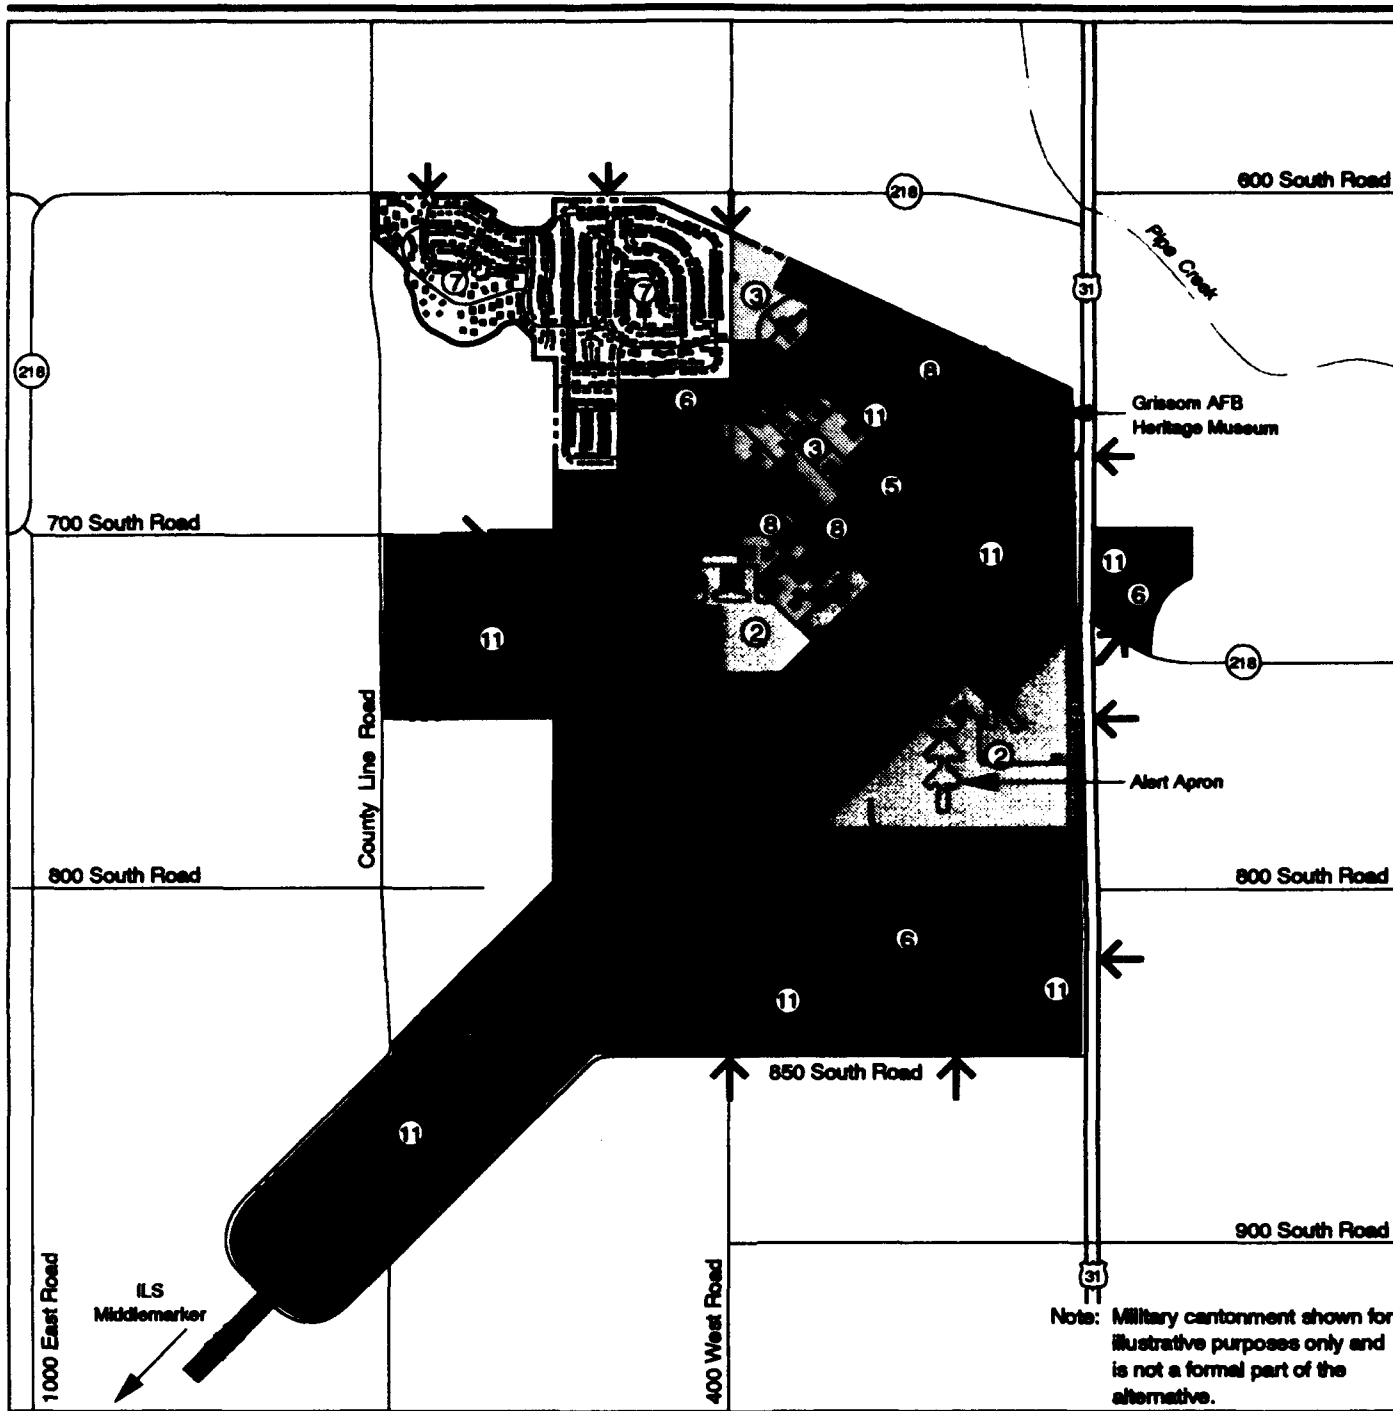 600 South Road
218
Pipe Creek
7
7
3
31
218
8
6
Grissom AFB
Heritage Museum
11
3
5
700 South Road
8
8
11
11
6
2
11
218
County Line Road
2
Alert Apron
800 South Road
800 South Road
6
11
11
850 South Road
11
900 South Road
1000 East Road
ILS
Middlemarker
400 West Road
31
Note: Military cantonment shown for
illustrative purposes only and
is not a formal part of the
alternative.